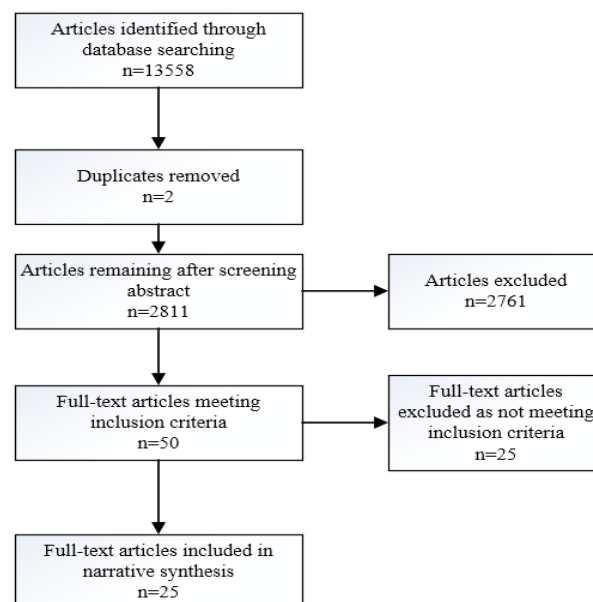 Articles identified through
database searching
n=13558
Duplicates removed
n=2
Articles remaining after screening
abstract
n=2811
Articles excluded
n=2761
Full-text articles meeting
inclusion criteria
n=50
Full-text articles
excluded as not meeting
inclusion criteria
n=25
Full-text articles included in
narrative synthesis
n=25